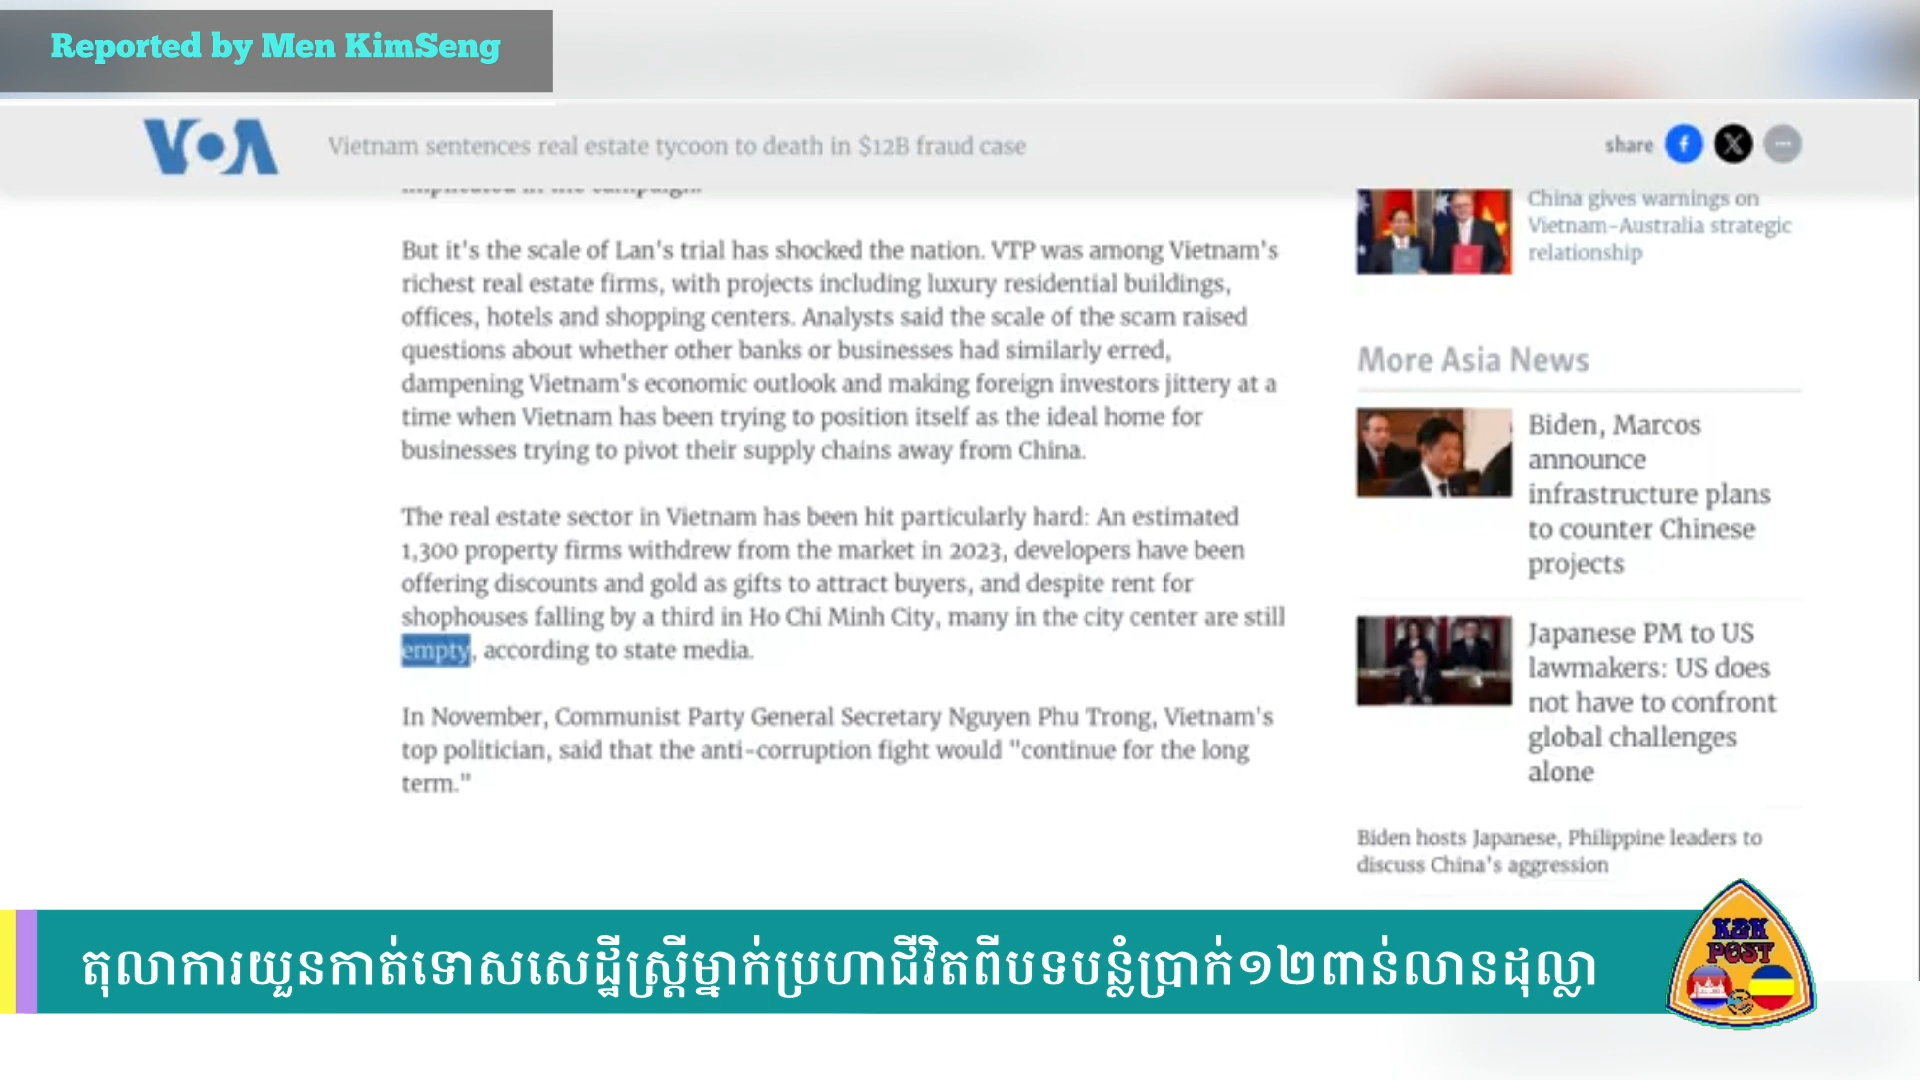 Reported by Men KimSeng
VOA
Vietnam sentences real estate tycoon to death in $12B fraud case
share
But it's the scale of Lan's trial has shocked the nation. VTP was among Vietnam's
richest real estate firms, with projects including luxury residential buildings,
offices, hotels and shopping centers. Analysts said the scale of the scam raised
questions about whether other banks or businesses had similarly erred,
dampening Vietnam's economic outlook and making foreign investors jittery at a
time when Vietnam has been trying to position itself as the ideal home for
businesses trying to pivot their supply chains away from China.
The real estate sector in Vietnam has been hit particularly hard: An estimated
1,300 property firms withdrew from the market in 2023, developers have been
offering discounts and gold as gifts to attract buyers, and despite rent for
shophouses falling by a third in Ho Chi Minh City, many in the city center are still
empty, according to state media.
In November, Communist Party General Secretary Nguyen Phu Trong, Vietnam's
top politician, said that the anti-corruption fight would "continue for the long
term."
China gives warnings on
Vietnam-Australia strategic
relationship
More Asia News
Biden, Marcos
announce
infrastructure plans
to counter Chinese
projects
Japanese PM to US
lawmakers: US does
not have to confront
global challenges
alone
Biden hosts Japanese, Philippine leaders to
discuss China's aggression
តុលាការយួនកាត់ទោសសេដ្ឋីស្ត្រីម្នាក់ប្រហារជីវិតពីបទបន្លំប្រាក់១២ពាន់លានដុល្លា
K&K
POST